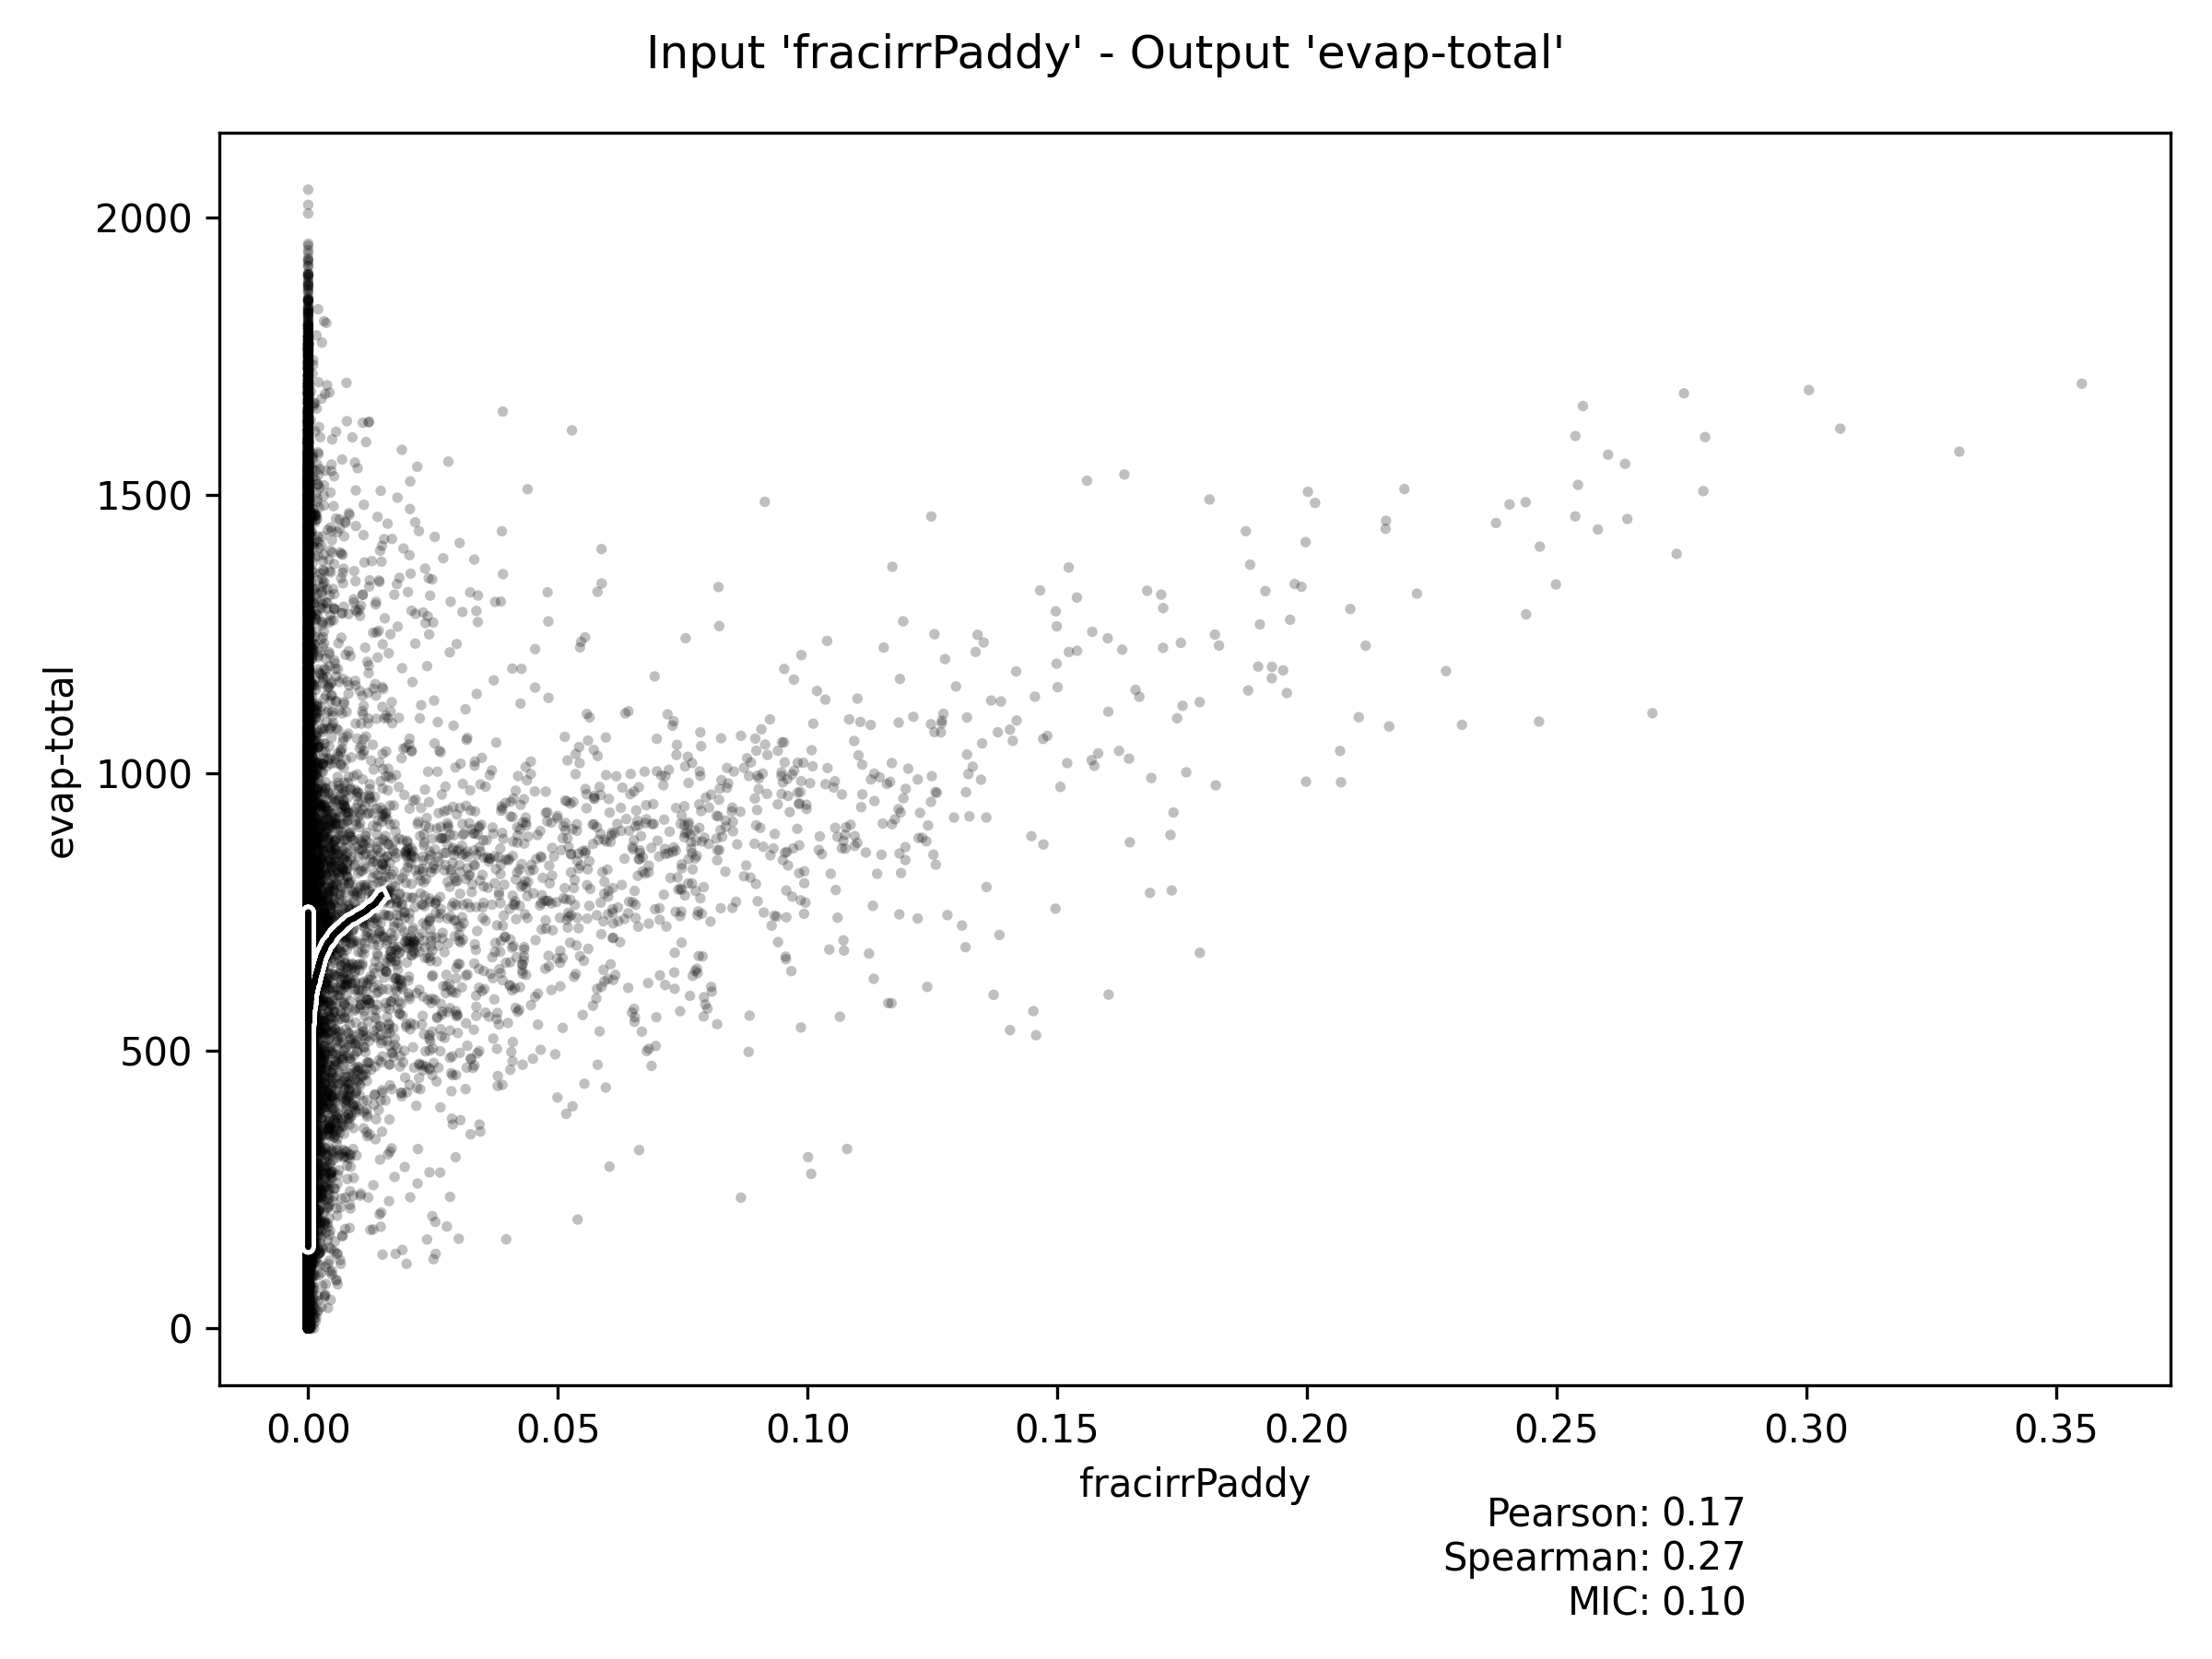 Input 'fracirrPaddy' - Output 'evap-total'
2000
1500
1000
500
0
evap-total
0.00 0.05 0.10 0.15 0.20 0.25 0.30 0.35
fracirrPaddy
Pearson: 0.17
Spearman: 0.27
MIC: 0.10